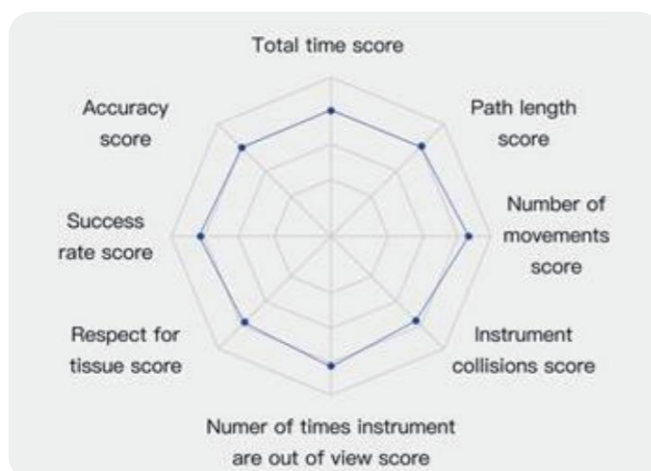 Total time score
Accuracy
score
Path length
score
Success
rate score
Number of
movements
score
Respect for
tissue score
Instrument
collisions score
Numer of times instrument
are out of view score